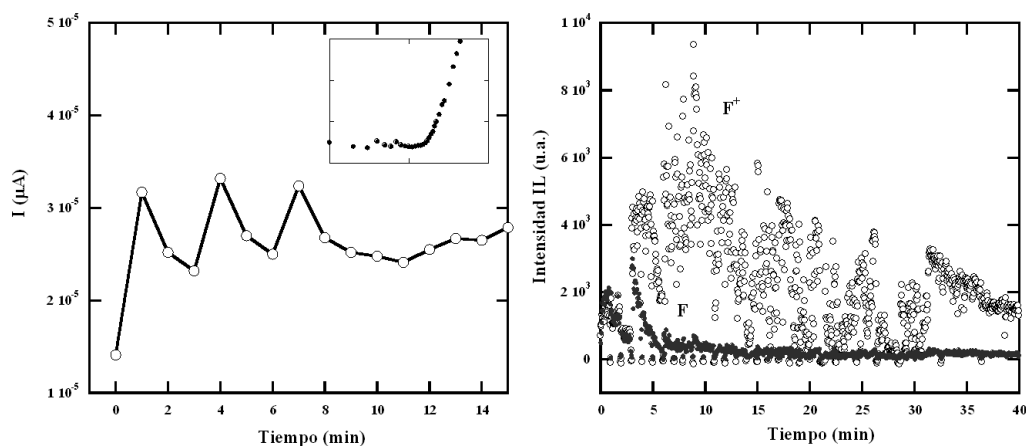 5 10⁻⁵
4 10⁻⁵
3 10⁻⁵
2 10⁻⁵
1 10⁻⁵
I (µA)
0 2 4 6 8 10 12 14
Tiempo (min)
1 10⁴
8 10³
6 10³
4 10³
2 10³
0
Intensidad IL (u.a.)
F⁺
F
0 5 10 15 20 25 30 35 40
Tiempo (min)